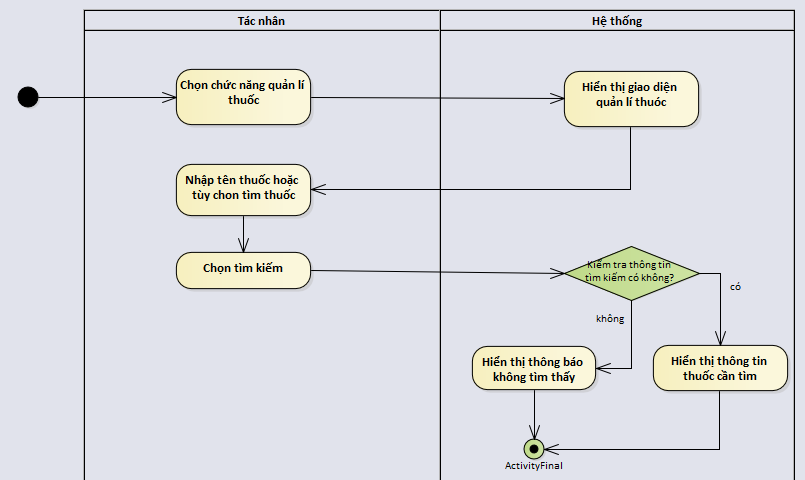 Tác nhân
Hệ thống
Chọn chức năng quản lí
thuốc
Hiển thị giao diện
quản lí thuóc
Nhập tên thuốc hoặc
tùy chon tìm thuốc
Chọn tìm kiếm
Kiểm tra thông tin
tìm kiếm có không?
có
không
Hiển thị thông báo
không tìm thấy
Hiển thị thông tin
thuốc cần tìm
ActivityFinal